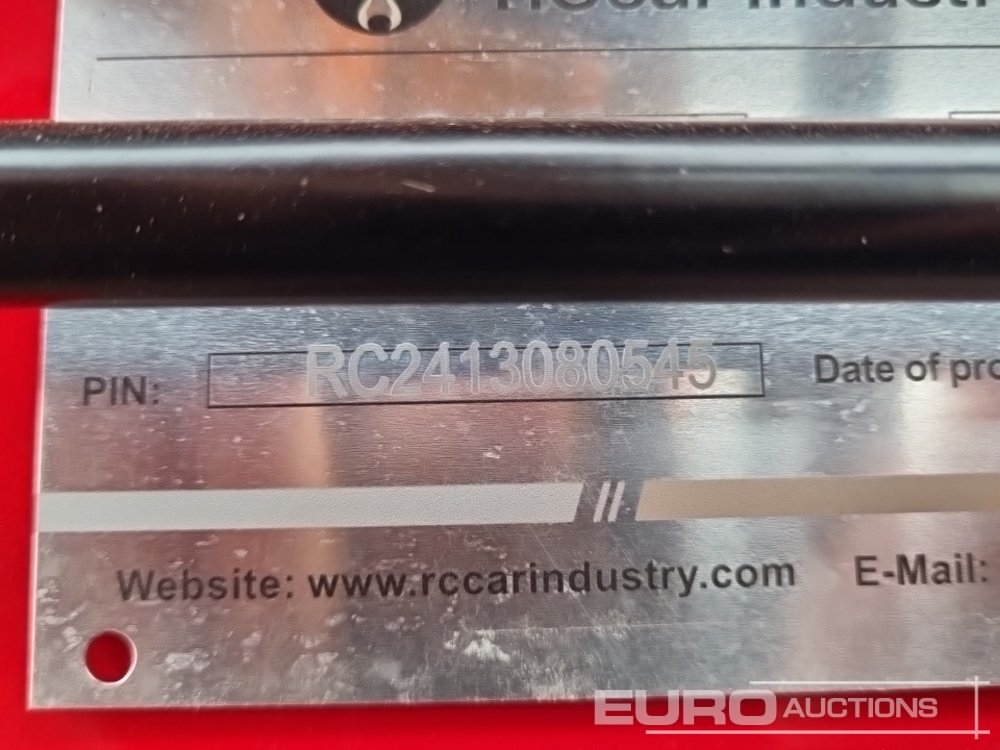 PIN: RC2413080545 Date of pro
Website: www.rccarindustry.com E-Mail:
EURO AUCTIONS